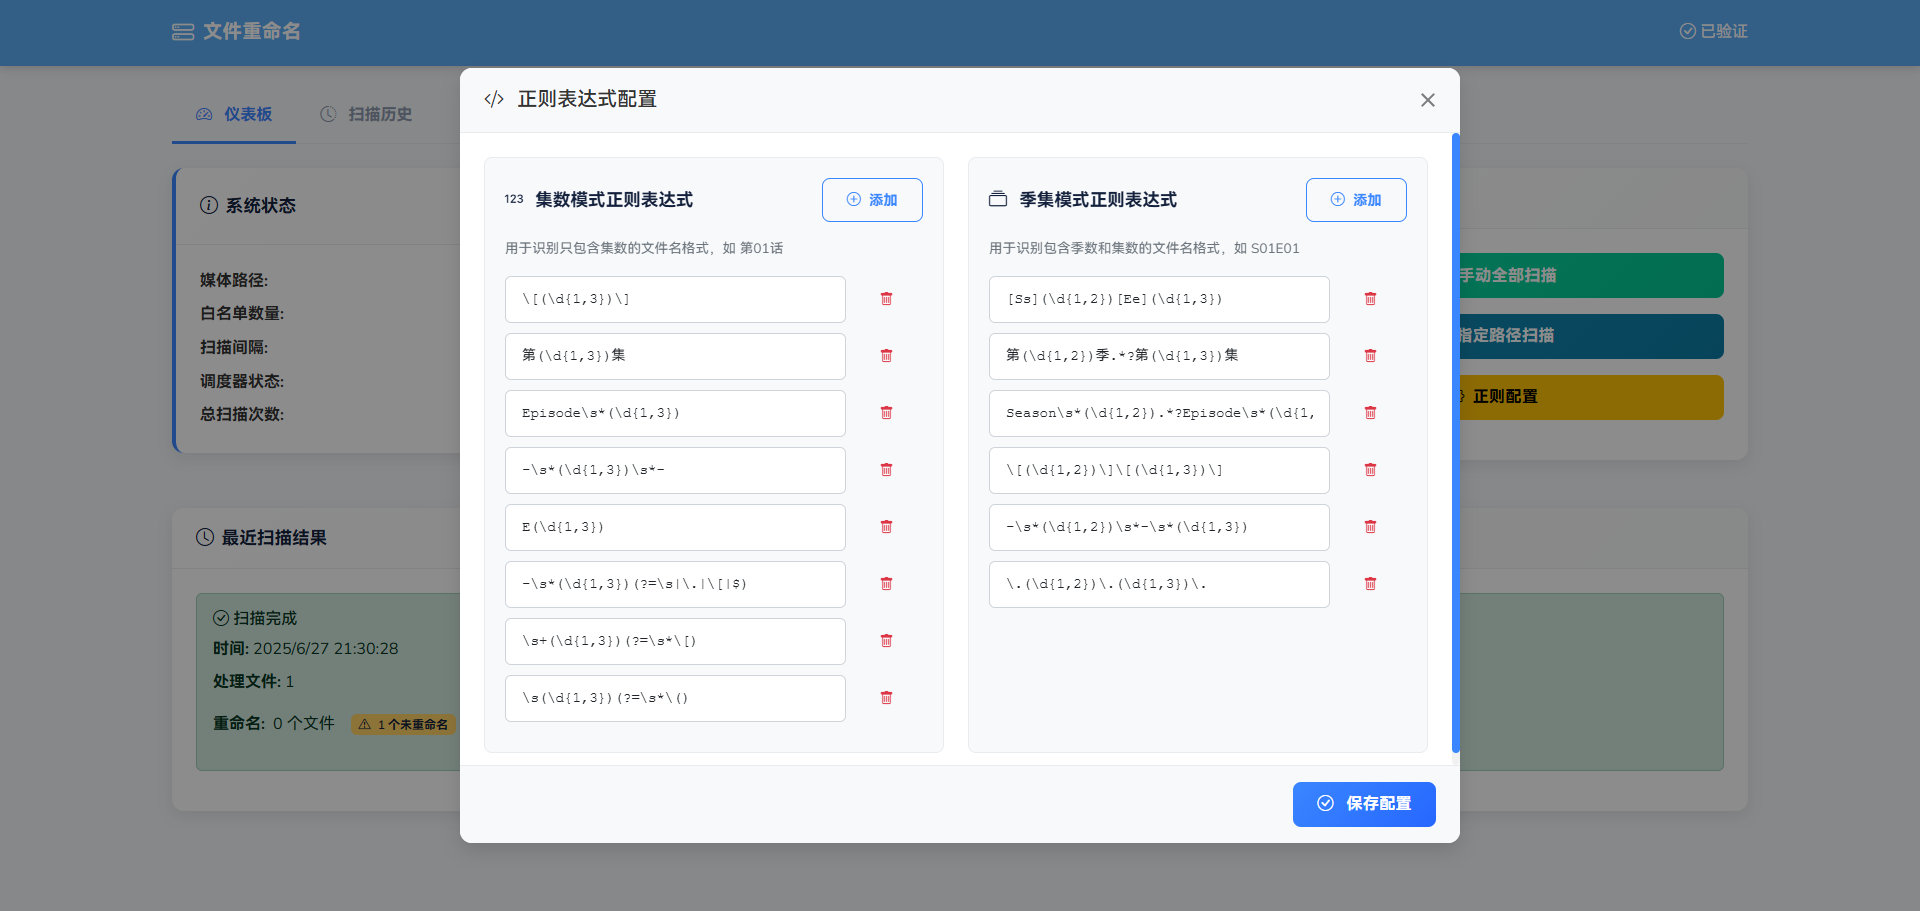 文件重命名
已验证
仪表板
扫描历史
正则表达式配置
系统状态
媒体路径:
白名单数量:
扫描间隔:
调度器状态:
总扫描次数:
123 集数模式正则表达式
添加
用于识别只包含集数的文件名格式，如 第01话
\[(\d{1,3})\]
第(\d{1,3})集
Episode\s*(\d{1,3})
-\s*(\d{1,3})\s*-
E(\d{1,3})
-\s*(\d{1,3})(?=\s|\.|\[|$)
\s+(\d{1,3})(?=\s*\[)
\s(\d{1,3})(?=\s*\()
季集模式正则表达式
添加
用于识别包含季数和集数的文件名格式，如 S01E01
[Ss](\d{1,2})[Ee](\d{1,3})
第(\d{1,2})季.*?第(\d{1,3})集
Season\s*(\d{1,2}).*?Episode\s*(\d{1,
\[(\d{1,2})\]\[(\d{1,3})\]
-\s*(\d{1,2})\s*-\s*(\d{1,3})
\.(\d{1,2})\.(\d{1,3})\.
手动全部扫描
指定路径扫描
正则配置
最近扫描结果
扫描完成
时间: 2025/6/27 21:30:28
处理文件: 1
重命名: 0 个文件 1 个未重命名
保存配置